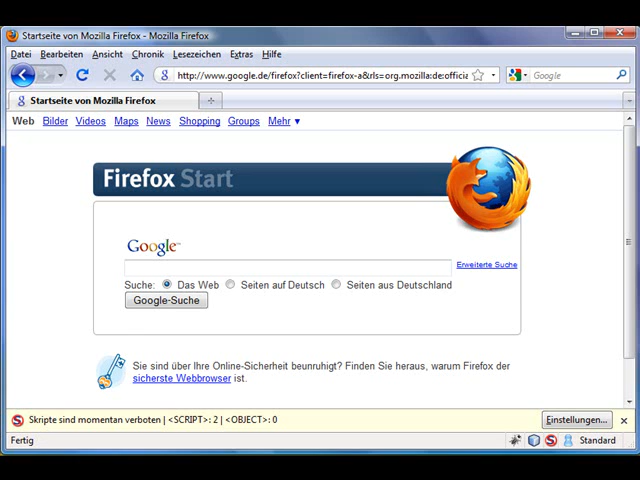 Startseite von Mozilla Firefox - Mozilla Firefox
Datei Bearbeiten Ansicht Chronik Lesezeichen Extras Hilfe
http://www.google.de/firefox?client=firefox-a&rls=org.mozilla:de:officia
Google
Startseite von Mozilla Firefox
Web Bilder Videos Maps News Shopping Groups Mehr ▼
Firefox Start
Google™
Erweiterte Suche
Suche: Das Web Seiten auf Deutsch Seiten aus Deutschland
Google-Suche
Sie sind über Ihre Online-Sicherheit beunruhigt? Finden Sie heraus, warum Firefox der
sicherste Webbrowser ist.
Skripte sind momentan verboten | <SCRIPT>: 2 | <OBJECT>: 0
Einstellungen...
Fertig
Standard